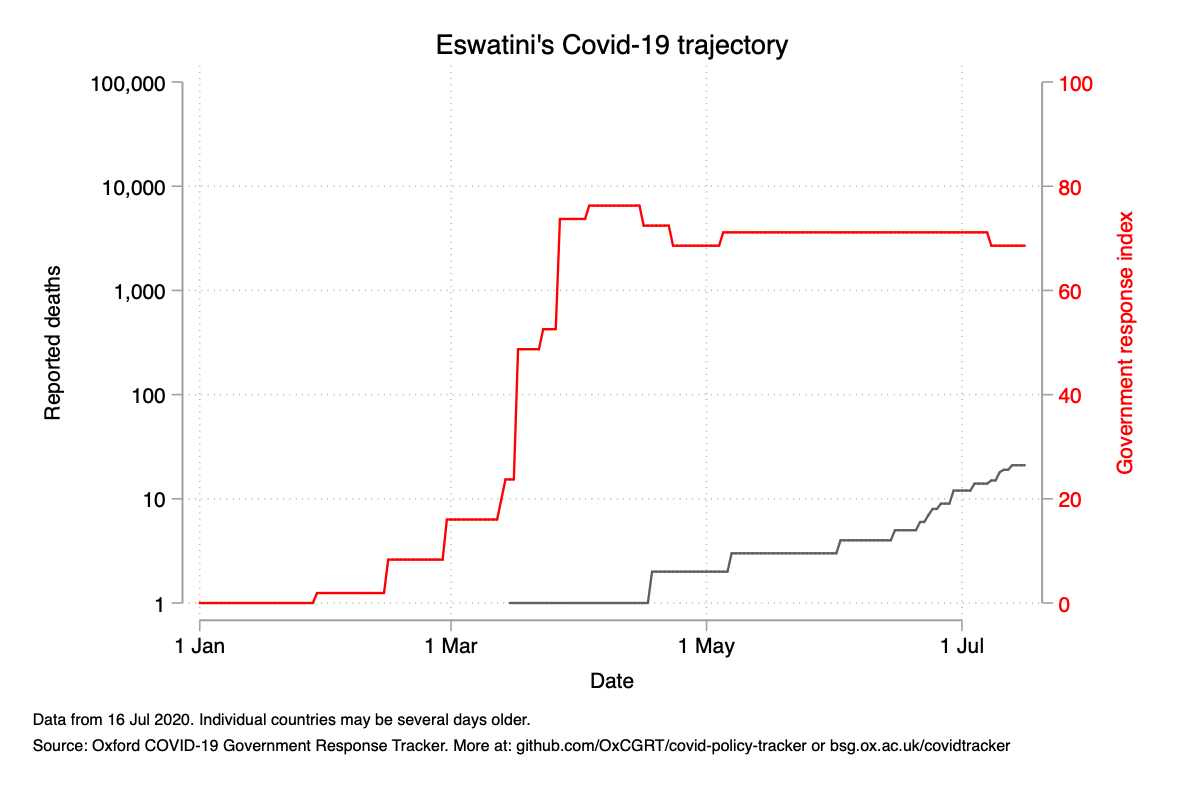 Eswatini's Covid-19 trajectory
100,000
10,000
1,000
100
10
1
Reported deaths
100
80
60
40
20
0
Government response index
1 Jan
1 Mar
1 May
1 Jul
Date
Data from 16 Jul 2020. Individual countries may be several days older.
Source: Oxford COVID-19 Government Response Tracker. More at: github.com/OxCGRT/covid-policy-tracker or bsg.ox.ac.uk/covidtracker